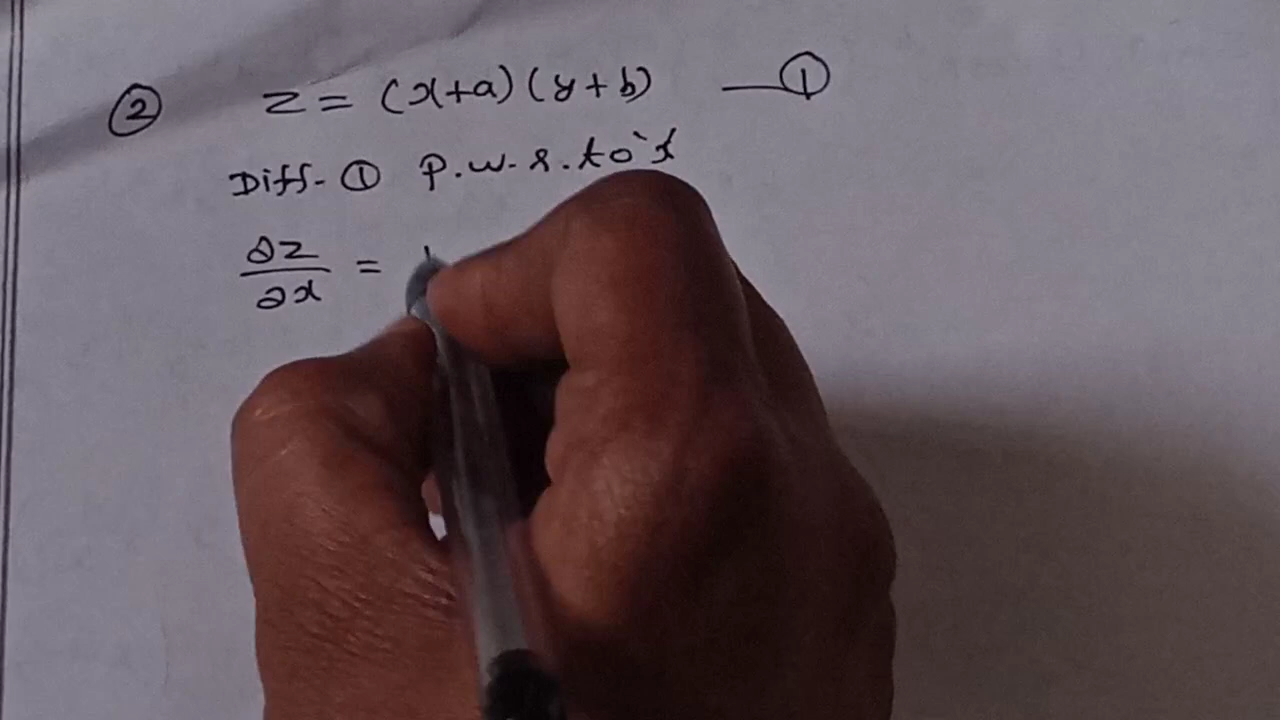 ② z = (x+a)(y+b) —①
Diff. ① p.w.r.to 'x
∂z/∂x =